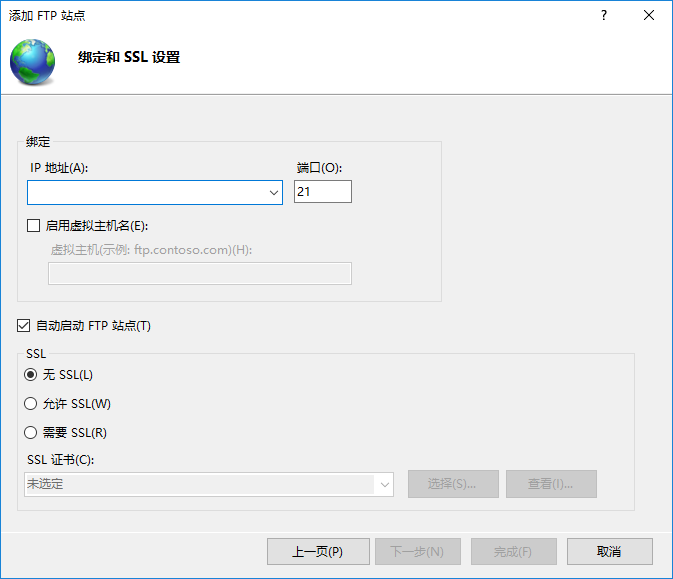 添加 FTP 站点
绑定和 SSL 设置
绑定
IP 地址(A): 端口(O):
21
启用虚拟主机名(E):
虚拟主机(示例: ftp.contoso.com)(H):
自动启动 FTP 站点(T)
SSL
无 SSL(L)
允许 SSL(W)
需要 SSL(R)
SSL 证书(C):
未选定 选择(S)... 查看(I)...
上一页(P) 下一步(N) 完成(F) 取消